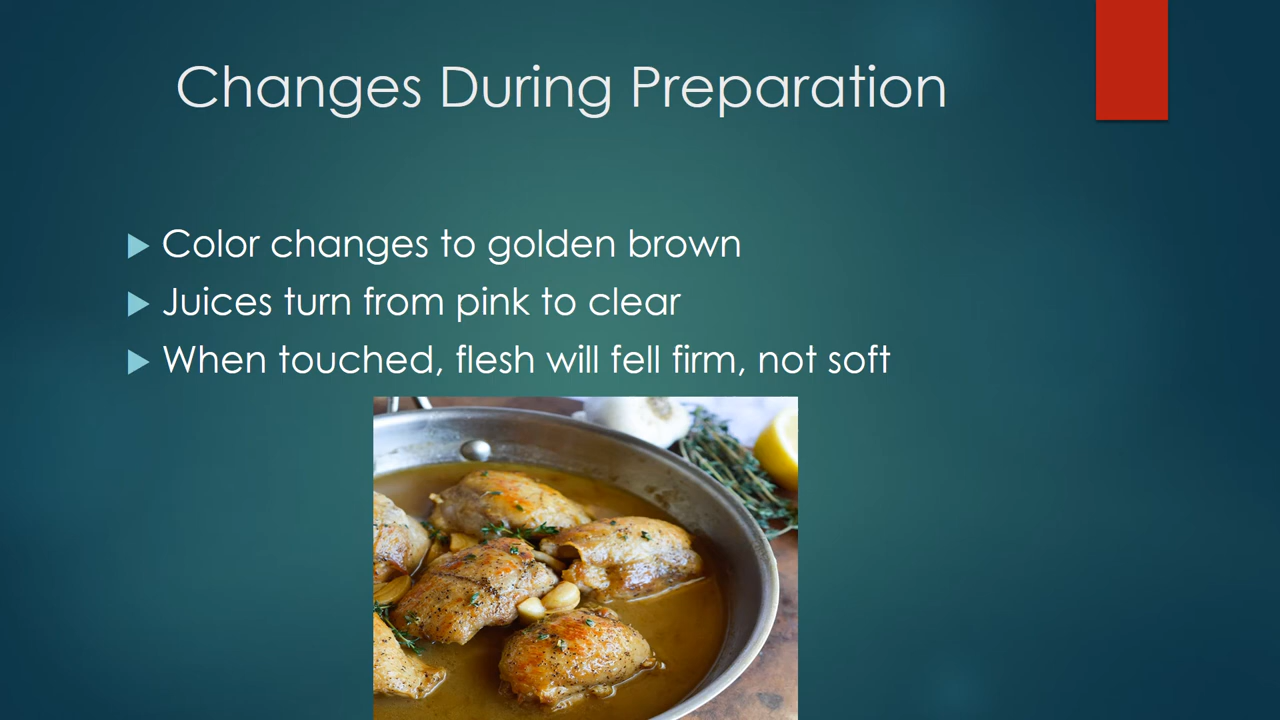 Changes During Preparation
Color changes to golden brown
Juices turn from pink to clear
When touched, flesh will fell firm, not soft